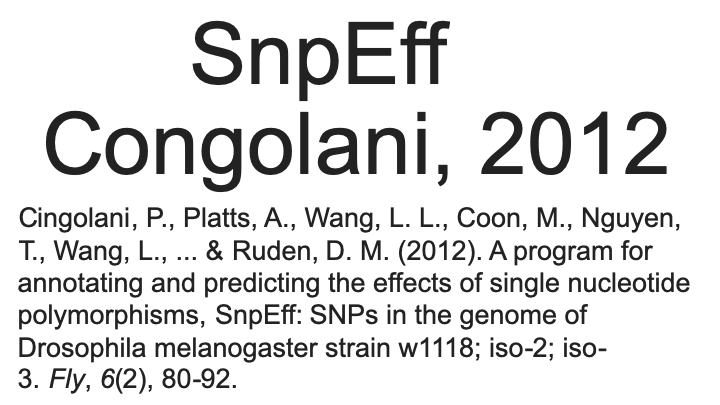 SnpEff
Congolani, 2012
Cingolani, P., Platts, A., Wang, L. L., Coon, M., Nguyen,
T., Wang, L., ... & Ruden, D. M. (2012). A program for
annotating and predicting the effects of single nucleotide
polymorphisms, SnpEff: SNPs in the genome of
Drosophila melanogaster strain w1118; iso-2; iso-
3. Fly, 6(2), 80-92.